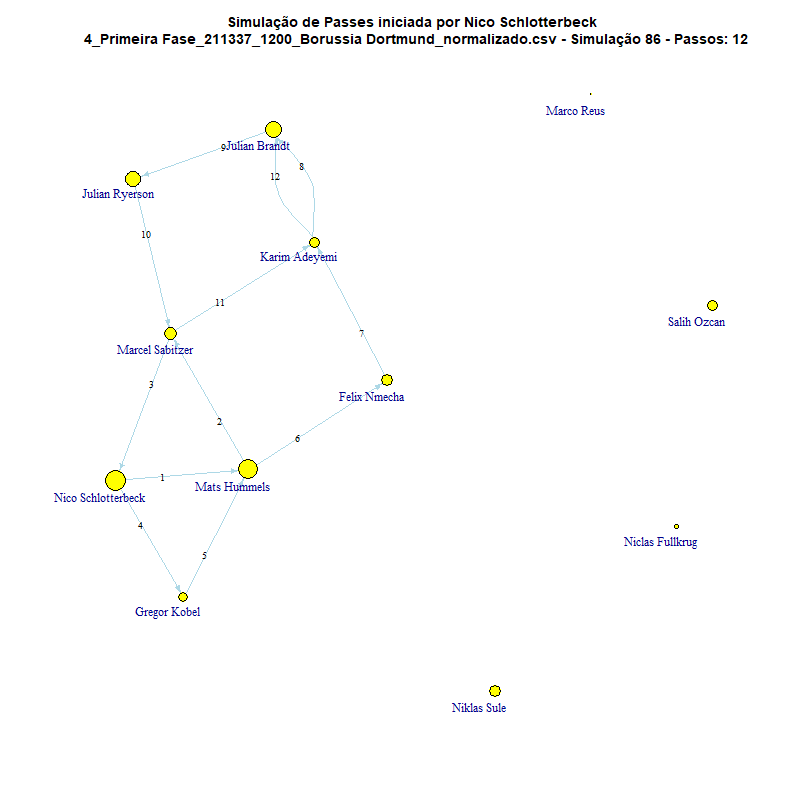 Simulação de Passes iniciada por Nico Schlotterbeck
4_Primeira Fase_211337_1200_Borussia Dortmund_normalizado.csv - Simulação 86 - Passos: 12
Marco Reus
9
Julian Brandt
8
12
Julian Ryerson
10
Karim Adeyemi
11
Salih Ozcan
7
Marcel Sabitzer
3
Felix Nmecha
2
6
1
Mats Hummels
Nico Schlotterbeck
4
Niclas Fullkrug
5
Gregor Kobel
Niklas Sule